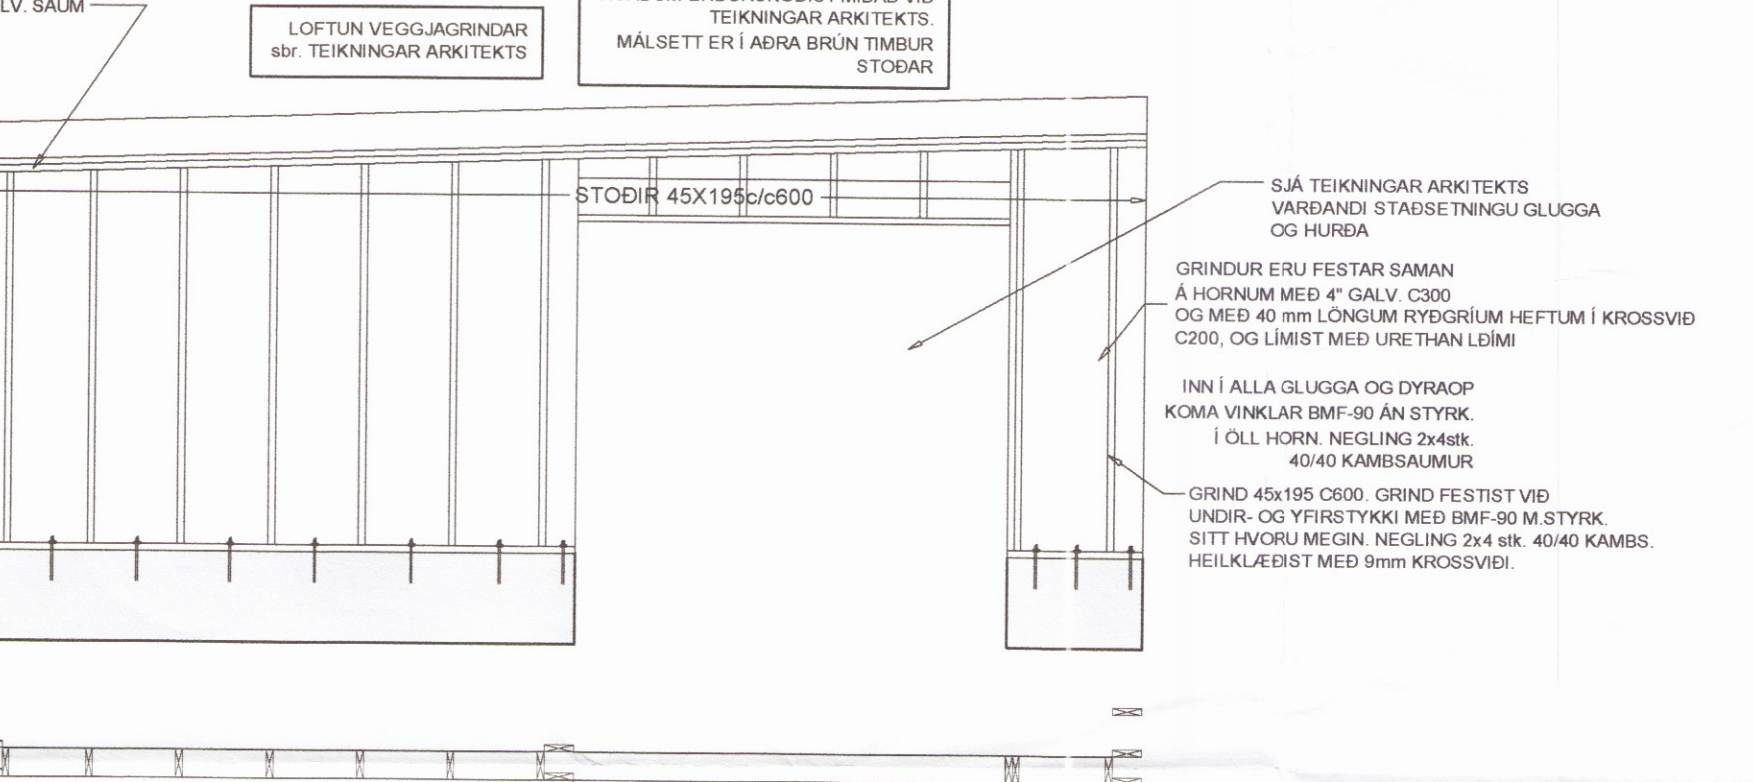 LV. SAUM
LOFTUN VEGGJAGRINDAR
sbr. TEIKNINGAR ARKITEKTS
TEIKNINGAR ARKITEKTS.
MÁLSETT ER Í AÐRA BRÚN TIMBUR
STOÐAR
STOÐIR 45X195c/c600
SJÁ TEIKNINGAR ARKITEKTS
VARÐANDI STAÐSETNINGU GLUGGA
OG HURÐA
GRINDUR ERU FESTAR SAMAN
Á HORNUM MEÐ 4" GALV. C300
OG MEÐ 40 mm LÖNGUM RYÐGRÍUM HEFTUM Í KROSSVIÐ
C200, OG LÍMIST MEÐ URETHAN LÐÍMI
INN Í ALLA GLUGGA OG DYRAOP
KOMA VINKLAR BMF-90 ÁN STYRK.
Í ÖLL HORN. NEGLING 2x4stk.
40/40 KAMBSAUMUR
GRIND 45x195 C600. GRIND FESTIST VIÐ
UNDIR- OG YFIRSTYKKI MEÐ BMF-90 M.STYRK.
SITT HVORU MEGIN. NEGLING 2x4 stk. 40/40 KAMBS.
HEILKLÆÐIST MEÐ 9mm KROSSVIÐI.